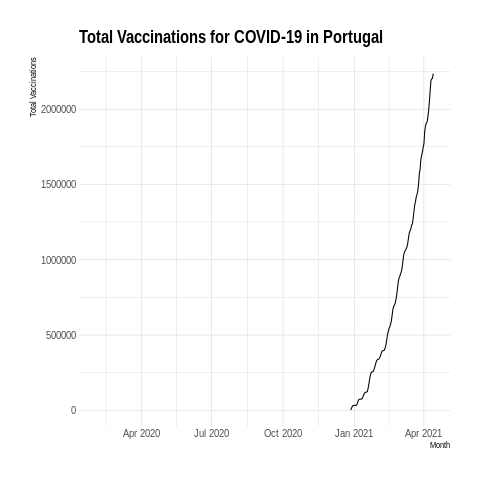 Total Vaccinations for COVID-19 in Portugal
Total Vaccinations
2000000
1500000
1000000
500000
0
Apr 2020 Jul 2020 Oct 2020 Jan 2021 Apr 2021
Month